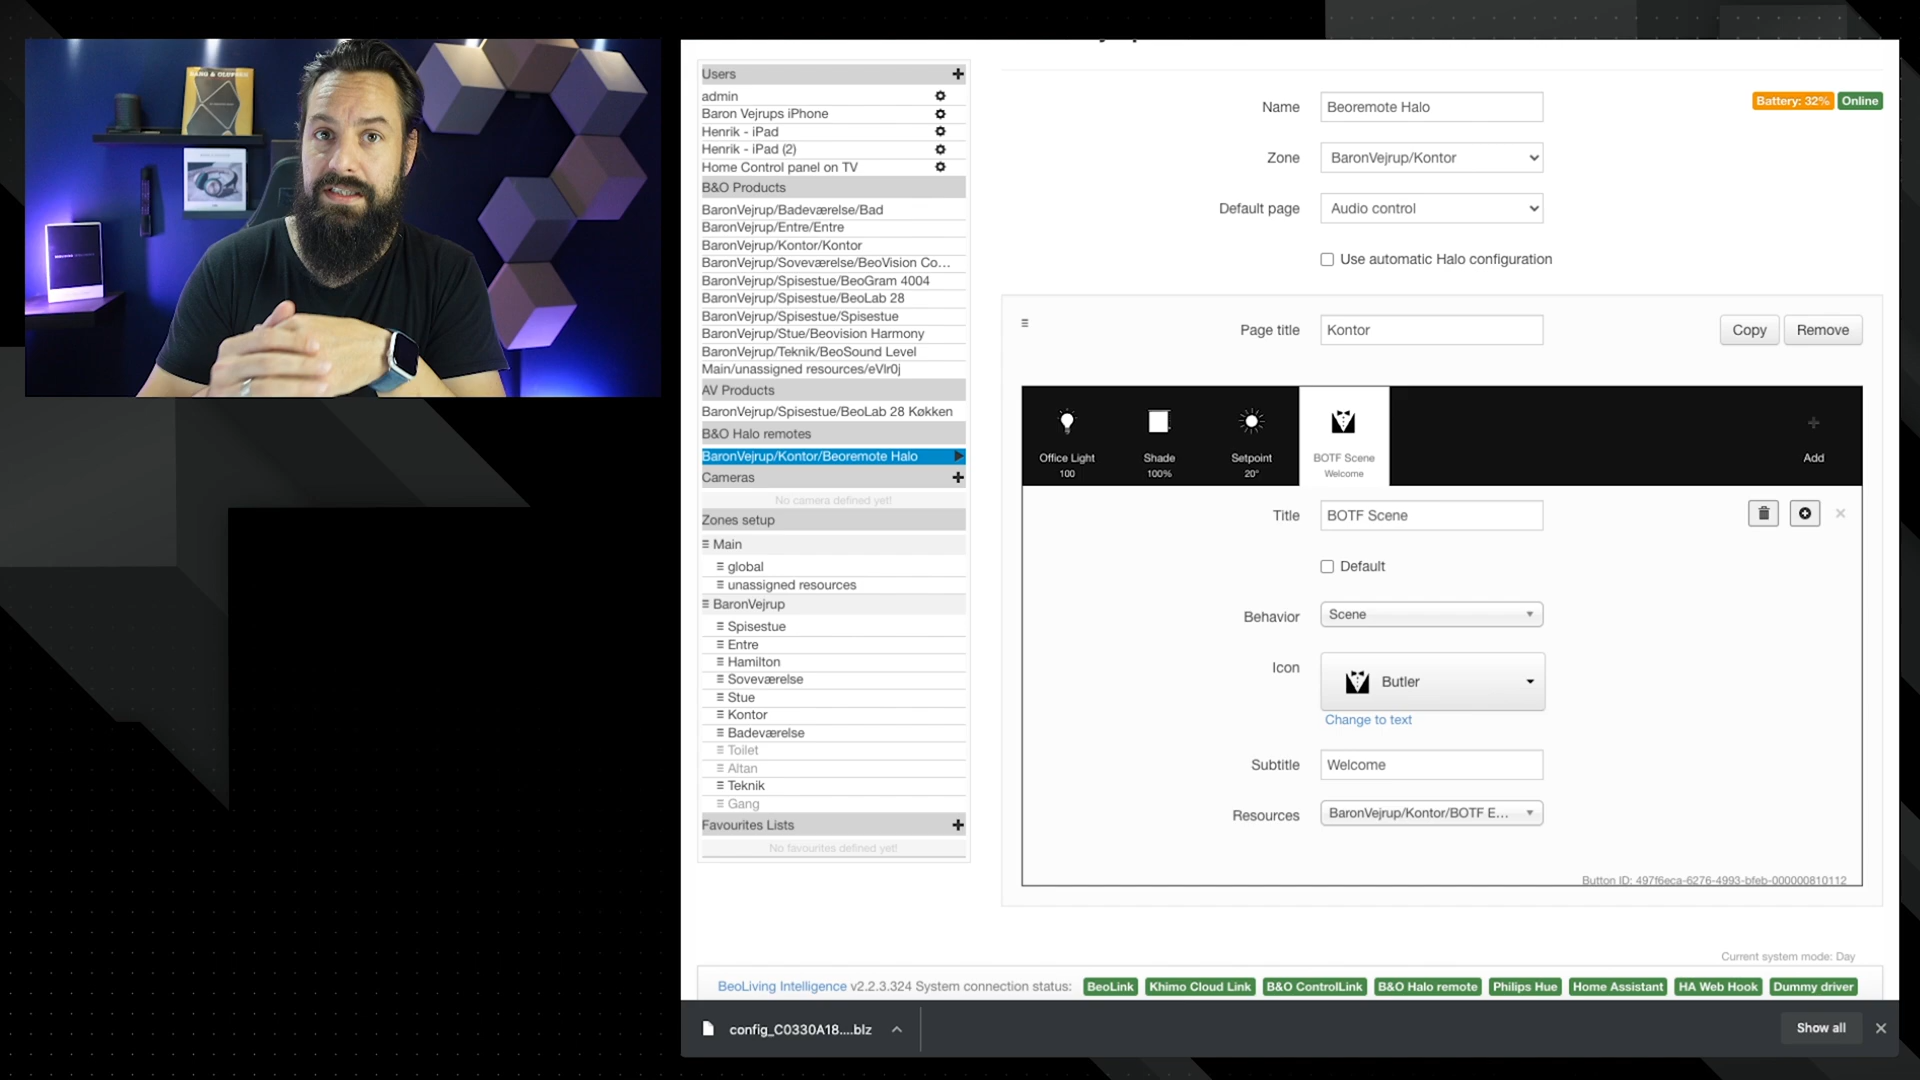 BANG & OLUFSEN
Users
admin
Baron Vejrups iPhone
Henrik - iPad
Henrik - iPad (2)
Home Control panel on TV
B&O Products
BaronVejrup/Badeværelse/Bad
BaronVejrup/Entre/Entre
BaronVejrup/Kontor/Kontor
BaronVejrup/Soveværelse/BeoVision Co...
BaronVejrup/Spisestue/BeoGram 4004
BaronVejrup/Spisestue/BeoLab 28
BaronVejrup/Spisestue/Spisestue
BaronVejrup/Stue/Beovision Harmony
BaronVejrup/Teknik/BeoSound Level
Main/unassigned resources/eVlr0j
AV Products
BaronVejrup/Spisestue/BeoLab 28 Køkken
B&O Halo remotes
BaronVejrup/Kontor/Beoremote Halo
Cameras
No camera defined yet!
Zones setup
Main
global
unassigned resources
BaronVejrup
Spisestue
Entre
Hamilton
Soveværelse
Stue
Kontor
Badeværelse
Toilet
Altan
Teknik
Gang
Favourites Lists
No favourites defined yet!
Name Beoremote Halo
Battery: 32% Online
Zone BaronVejrup/Kontor
Default page Audio control
Use automatic Halo configuration
Page title Kontor Copy Remove
Office Light Shade Setpoint BOTF Scene Add
100 100% 20° Welcome
Title BOTF Scene
Default
Behavior Scene
Icon Butler
Change to text
Subtitle Welcome
Resources BaronVejrup/Kontor/BOTF E...
Button ID: 497f6eca-6276-4993-bfeb-000000810112
Current system mode: Day
BeoLiving Intelligence v2.2.3.324 System connection status: BeoLink Khimo Cloud Link B&O ControlLink B&O Halo remote Philips Hue Home Assistant HA Web Hook Dummy driver
config_C0330A18....blz Show all